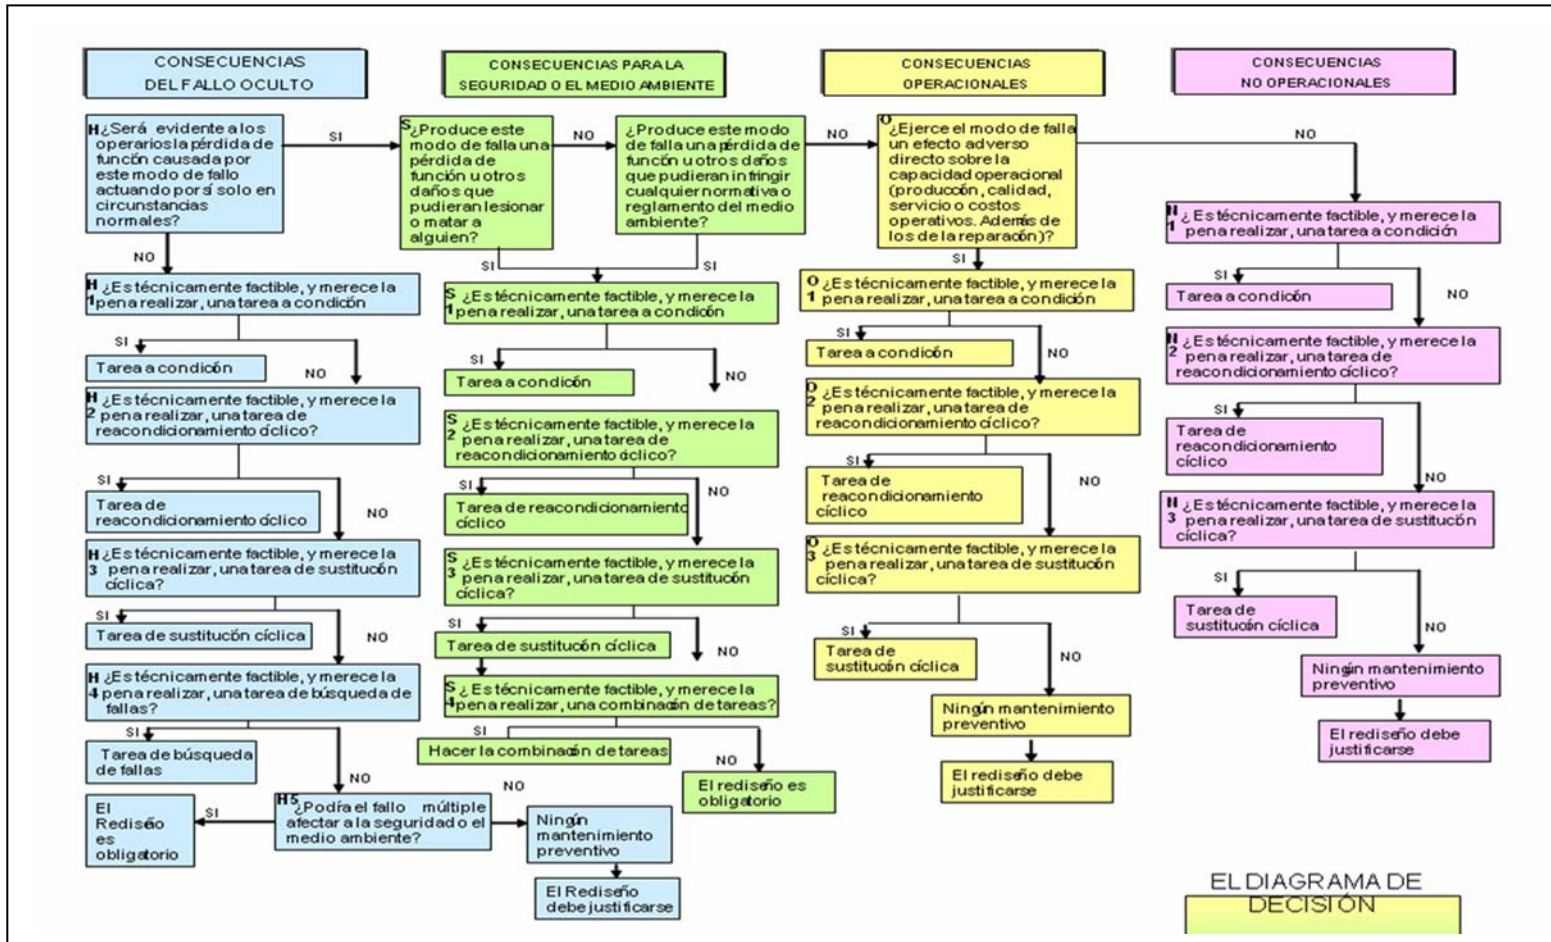 CONSECUENCIAS
DEL FALLO OCULTO
CONSECUENCIAS PARA LA
SEGURIDAD O EL MEDIO AMBIENTE
CONSECUENCIAS
OPERACIONALES
CONSECUENCIAS
NO OPERACIONALES
H ¿Será evidente a los
operarios la pérdida de
función causada por
este modo de fallo
actuando por sí solo en
circunstancias
normales?
SI
S ¿Produce este
modo de falla una
pérdida de
función u otros
daños que
pudieran lesionar
o matar a
alguien?
NO
¿Produce este modo
de falla una pérdida de
función u otros daños
que pudieran infringir
cualquier normativa o
reglamento del medio
ambiente?
NO
O
¿Ejerce el modo de falla
un efecto adverso
directo sobre la
capacidad operacional
(producción, calidad,
servicio o costos
operativos. Además de
los de la reparación)?
NO
NO
SI
SI
SI
H1 ¿Es técnicamente factible, y merece la
pena realizar, una tarea a condición
SI
Tarea a condición
NO
H2 ¿Es técnicamente factible, y merece la
pena realizar, una tarea de
reacondicionamiento cíclico?
SI
Tarea de
reacondicionamiento cíclico
NO
H3 ¿Es técnicamente factible, y merece la
pena realizar, una tarea de sustitución
cíclica?
SI
Tarea de sustitución cíclica
NO
H4 ¿Es técnicamente factible, y merece la
pena realizar, una tarea de búsqueda de
fallas?
SI
Tarea de búsqueda
de fallas
NO
H5
¿Podría el fallo múltiple
afectar a la seguridad o el
medio ambiente?
SI
El
Rediseño
es
obligatorio
NO
Ningún
mantenimiento
preventivo
El Rediseño
debe justificarse
S1 ¿Es técnicamente factible, y merece la
pena realizar, una tarea a condición
SI
Tarea a condición
NO
S2 ¿Es técnicamente factible, y merece la
pena realizar, una tarea de
reacondicionamiento cíclico?
SI
Tarea de reacondicionamiento
cíclico
NO
S3 ¿Es técnicamente factible, y merece la
pena realizar, una tarea de sustitución
cíclica?
SI
Tarea de sustitución cíclica
NO
S4 ¿Es técnicamente factible, y merece la
pena realizar, una combinación de tareas?
SI
Hacer la combinación de tareas
NO
El rediseño es
obligatorio
O1 ¿Es técnicamente factible, y merece la
pena realizar, una tarea a condición
SI
Tarea a condición
NO
O2 ¿Es técnicamente factible, y merece la
pena realizar, una tarea de
reacondicionamiento cíclico?
SI
Tarea de
reacondicionamiento
cíclico
NO
O3 ¿Es técnicamente factible, y merece la
pena realizar, una tarea de sustitución
cíclica?
SI
Tarea de
sustitución cíclica
NO
Ningún mantenimiento
preventivo
El rediseño debe
justificarse
N1 ¿Es técnicamente factible, y merece la
pena realizar, una tarea a condición
SI
Tarea a condición
NO
N2 ¿Es técnicamente factible, y merece la
pena realizar, una tarea de
reacondicionamiento cíclico?
SI
Tarea de
reacondicionamiento
cíclico
NO
N3 ¿Es técnicamente factible, y merece la
pena realizar, una tarea de sustitución
cíclica?
SI
Tarea de
sustitución cíclica
NO
Ningún mantenimiento
preventivo
El rediseño debe
justificarse
EL DIAGRAMA DE
DECISIÓN